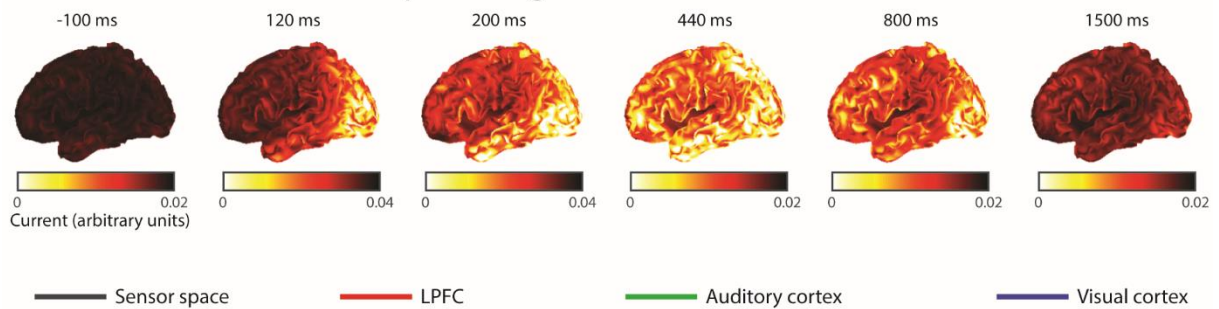 -100 ms 120 ms 200 ms 440 ms 800 ms 1500 ms
0 0.02 0 0.04 0 0.04 0 0.02 0 0.02 0 0.02
Current (arbitrary units)
Sensor space LPFC Auditory cortex Visual cortex